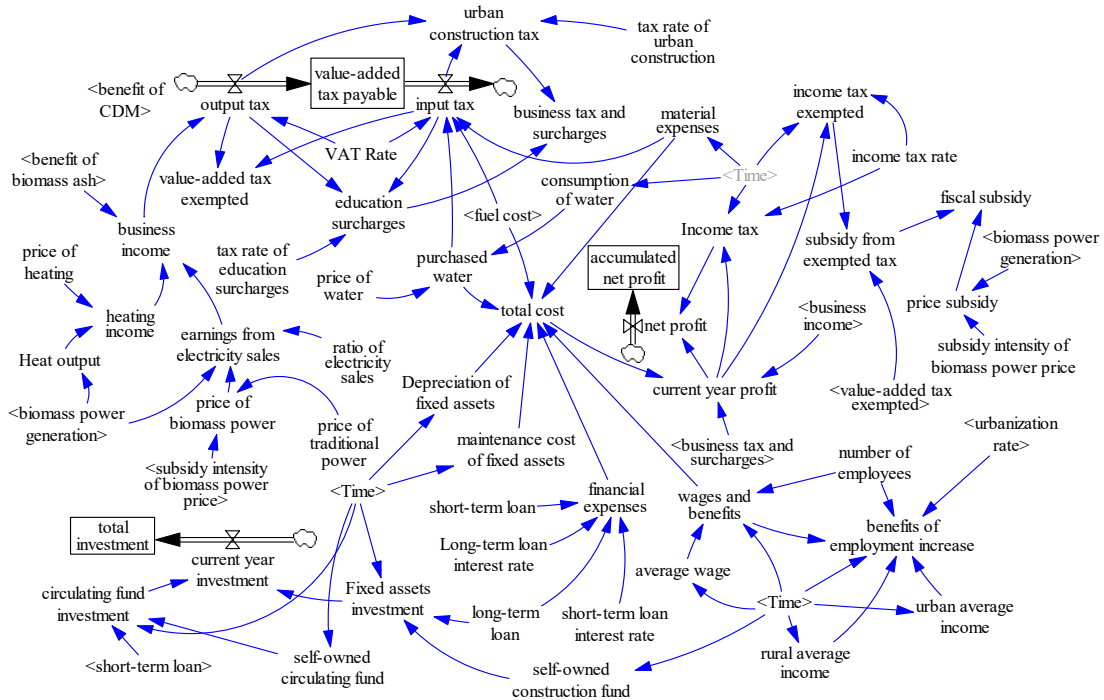 urban
construction tax
tax rate of
urban
construction
<benefit of
CDM>
output tax
value-added
tax payable
input tax
business tax and
surcharges
material
expenses
income tax
exempted
income tax rate
<Time>
<benefit of
biomass ash>
VAT Rate
value-added tax
exempted
education
surcharges
<fuel cost>
consumption
of water
Income tax
subsidy from
exempted tax
fiscal subsidy
<biomass power
generation>
price subsidy
subsidy intensity of
biomass power price
business
income
price of
heating
tax rate of
education
surcharges
price of
water
purchased
water
total cost
accumulated
net profit
net profit
<business
income>
heating
income
Heat output
earnings from
electricity sales
ratio of
electricity
sales
Depreciation of
fixed assets
current year profit
<value-added tax
exempted>
<biomass power
generation>
price of
biomass power
price of
traditional
power
maintenance cost
of fixed assets
<business tax and
surcharges>
<urbanization
rate>
number of
employees
<subsidy intensity
of biomass power
price>
<Time>
short-term loan
financial
expenses
wages and
benefits
benefits of
employment increase
total
investment
current year
investment
Long-term loan
interest rate
average wage
<Time>
urban average
income
circulating fund
investment
Fixed assets
investment
long-term
loan
short-term loan
interest rate
rural average
income
<short-term loan>
self-owned
circulating fund
self-owned
construction fund